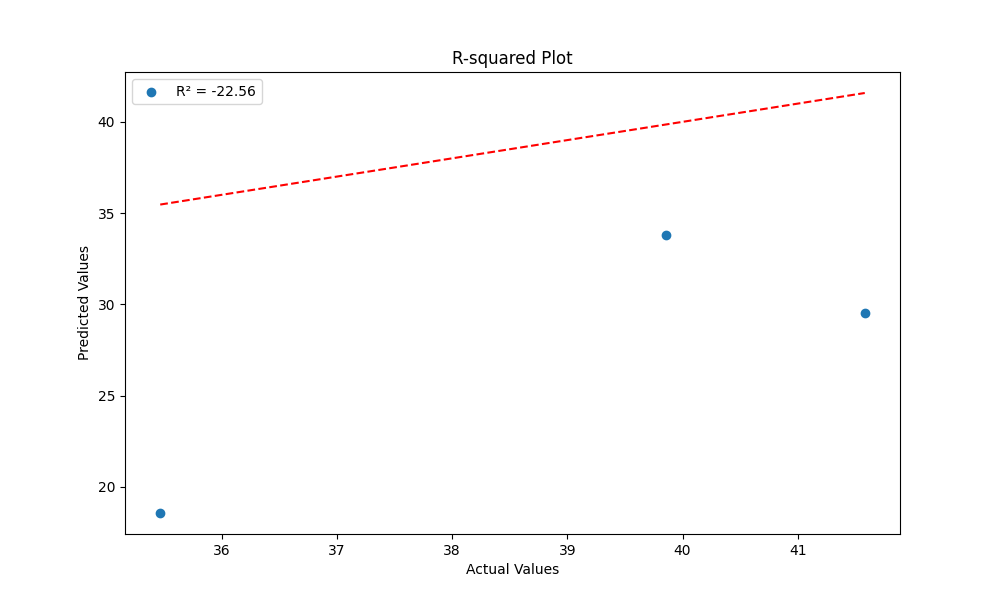 R-squared Plot
R² = -22.56
40
35
30
25
20
Predicted Values
36 37 38 39 40 41
Actual Values